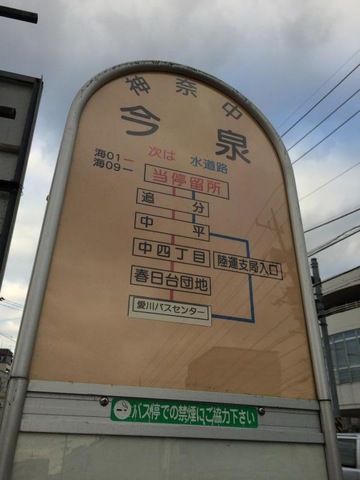 神奈中
今泉
海01ー 次は 水道路
海09ー
当停留所
追分
中平
中四丁目 陸運支局入口
春日台団地
愛川バスセンター
バス停での禁煙にご協力下さい